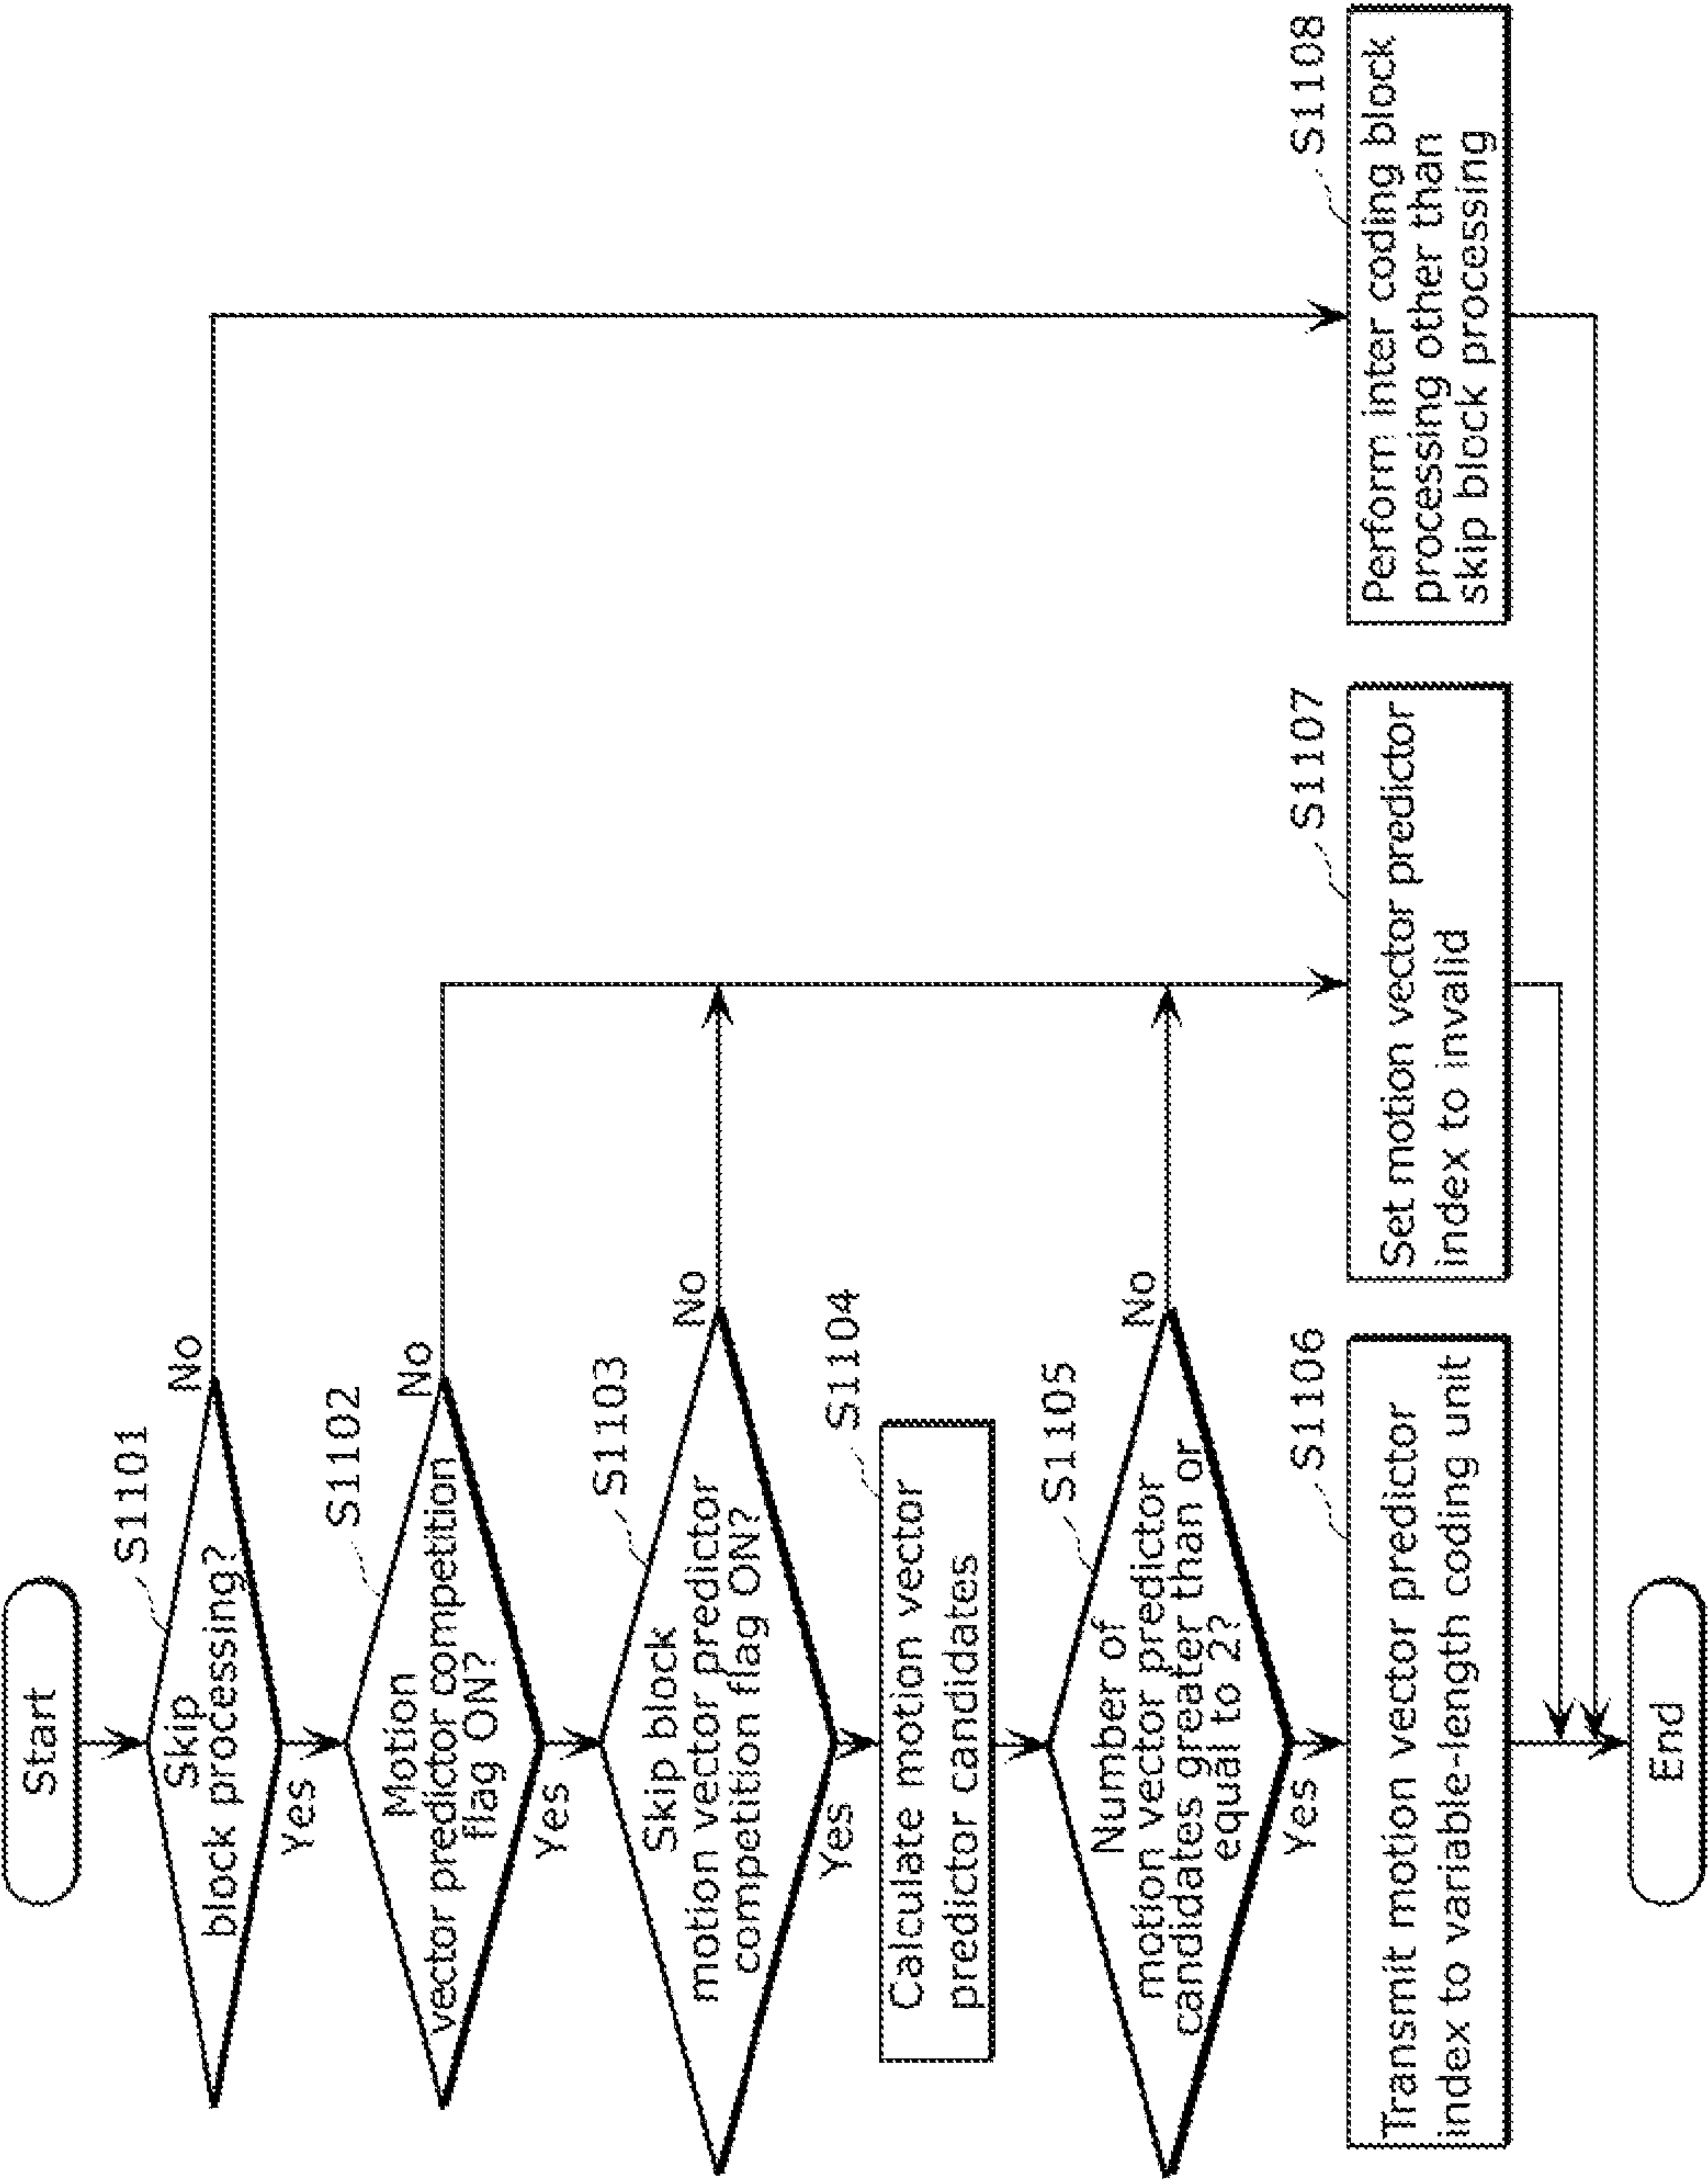 Start
S1101
Skip
block processing?
No
Yes
S1102
Motion
vector predictor competition
flag ON?
No
Yes
S1103
Skip block
motion vector predictor
competition flag ON?
No
Yes
S1104
Calculate motion vector
predictor candidates
S1105
Number of
motion vector predictor
candidates greater than or
equal to 2?
No
Yes
S1106
Transmit motion vector predictor
index to variable-length coding unit
S1107
Set motion vector predictor
index to invalid
S1108
Perform inter coding block
processing other than
skip block processing
End